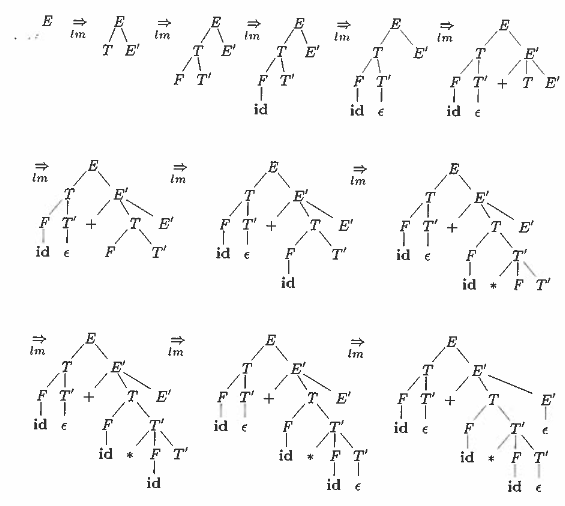 E ⇒ E ⇒ E ⇒ E ⇒ E ⇒ E
lm lm lm lm lm
T E′ T E′ T E′ T E′ T E′
F T′ F T′ F T′ F T′ + T E′
id id ϵ id ϵ
⇒ E ⇒ E ⇒ E
lm lm lm
T E′ T E′ T E′
F T′ + T E′ F T′ + T E′ F T′ + T E′
id ϵ F T′ id ϵ F T′ id ϵ F T′
id id * F T′
⇒ E ⇒ E ⇒ E
lm lm lm
T E′ T E′ T E′
F T′ + T E′ F T′ + T E′ F T′ + T E′
id ϵ F T′ id ϵ F T′ id ϵ F T′ ϵ
id * F T′ id * F T′ id * F T′
id id ϵ id ϵ